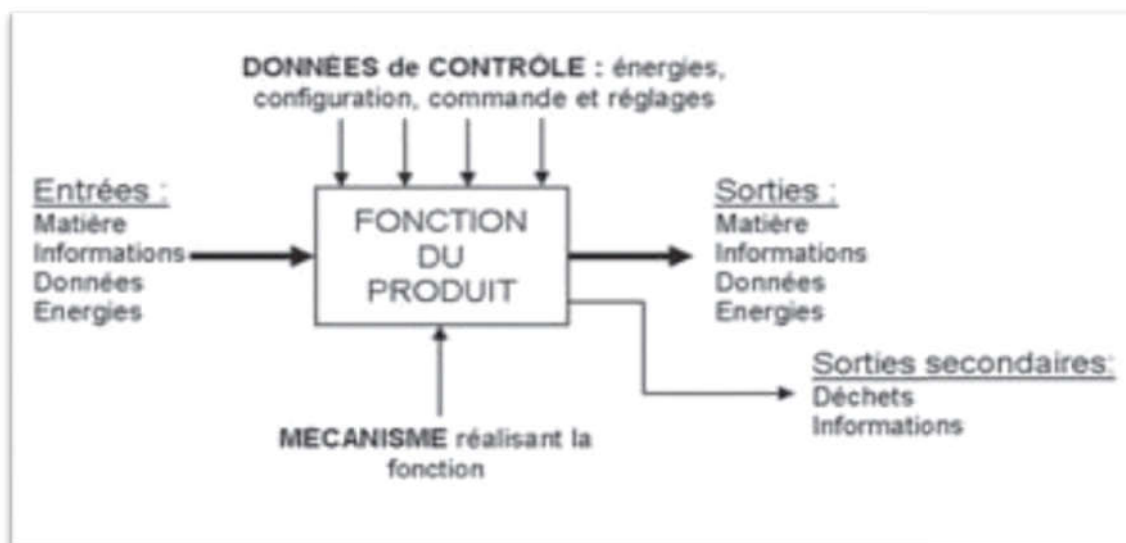 DONNÉES de CONTRÔLE : énergies,
configuration, commande et réglages
Entrées :
Matière
Informations
Données
Energies
FONCTION
DU
PRODUIT
Sorties :
Matière
Informations
Données
Energies
Sorties secondaires:
Déchets
Informations
MECANISME réalisant la
fonction